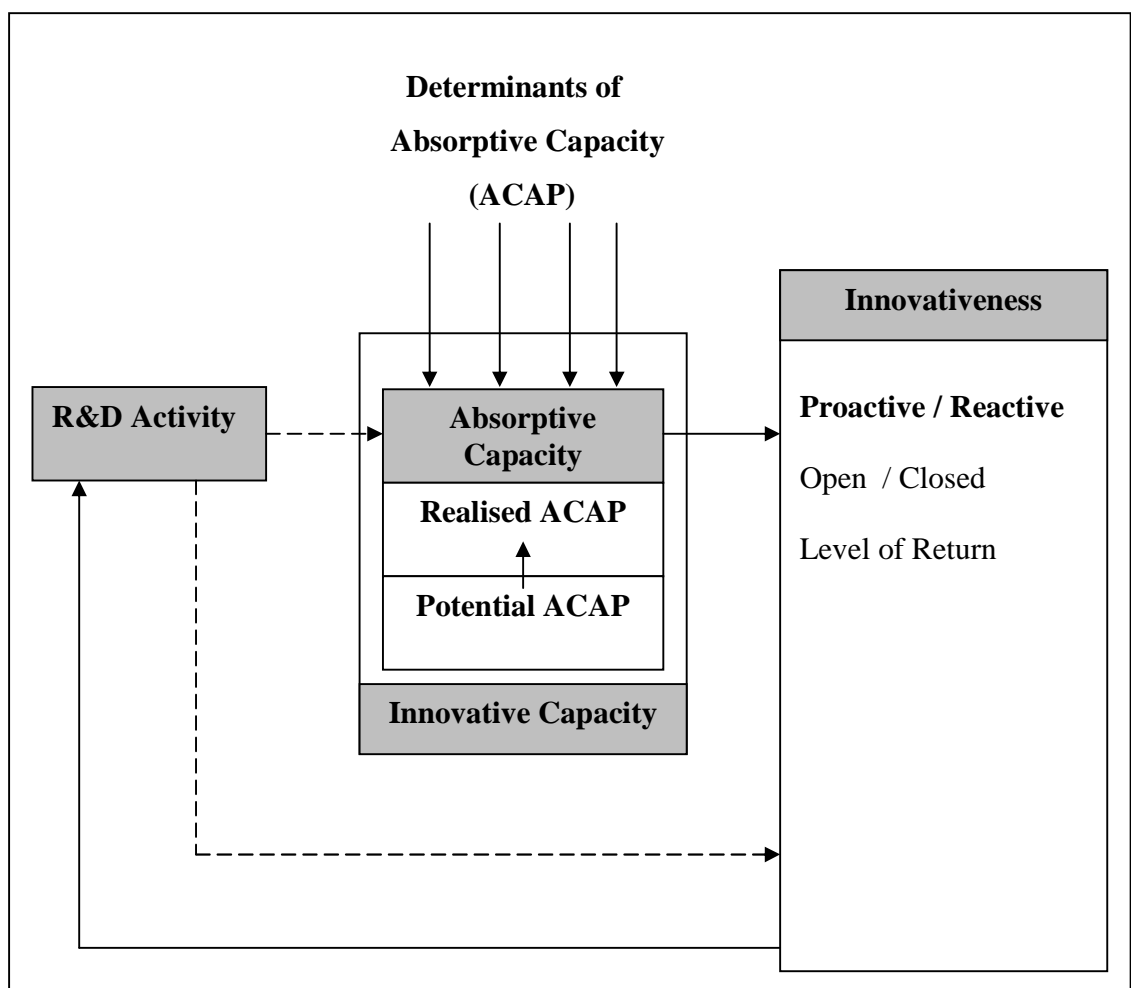 Determinants of
Absorptive Capacity
(ACAP)
Innovativeness
Proactive / Reactive
Open / Closed
Level of Return
R&D Activity
Absorptive
Capacity
Realised ACAP
Potential ACAP
Innovative Capacity